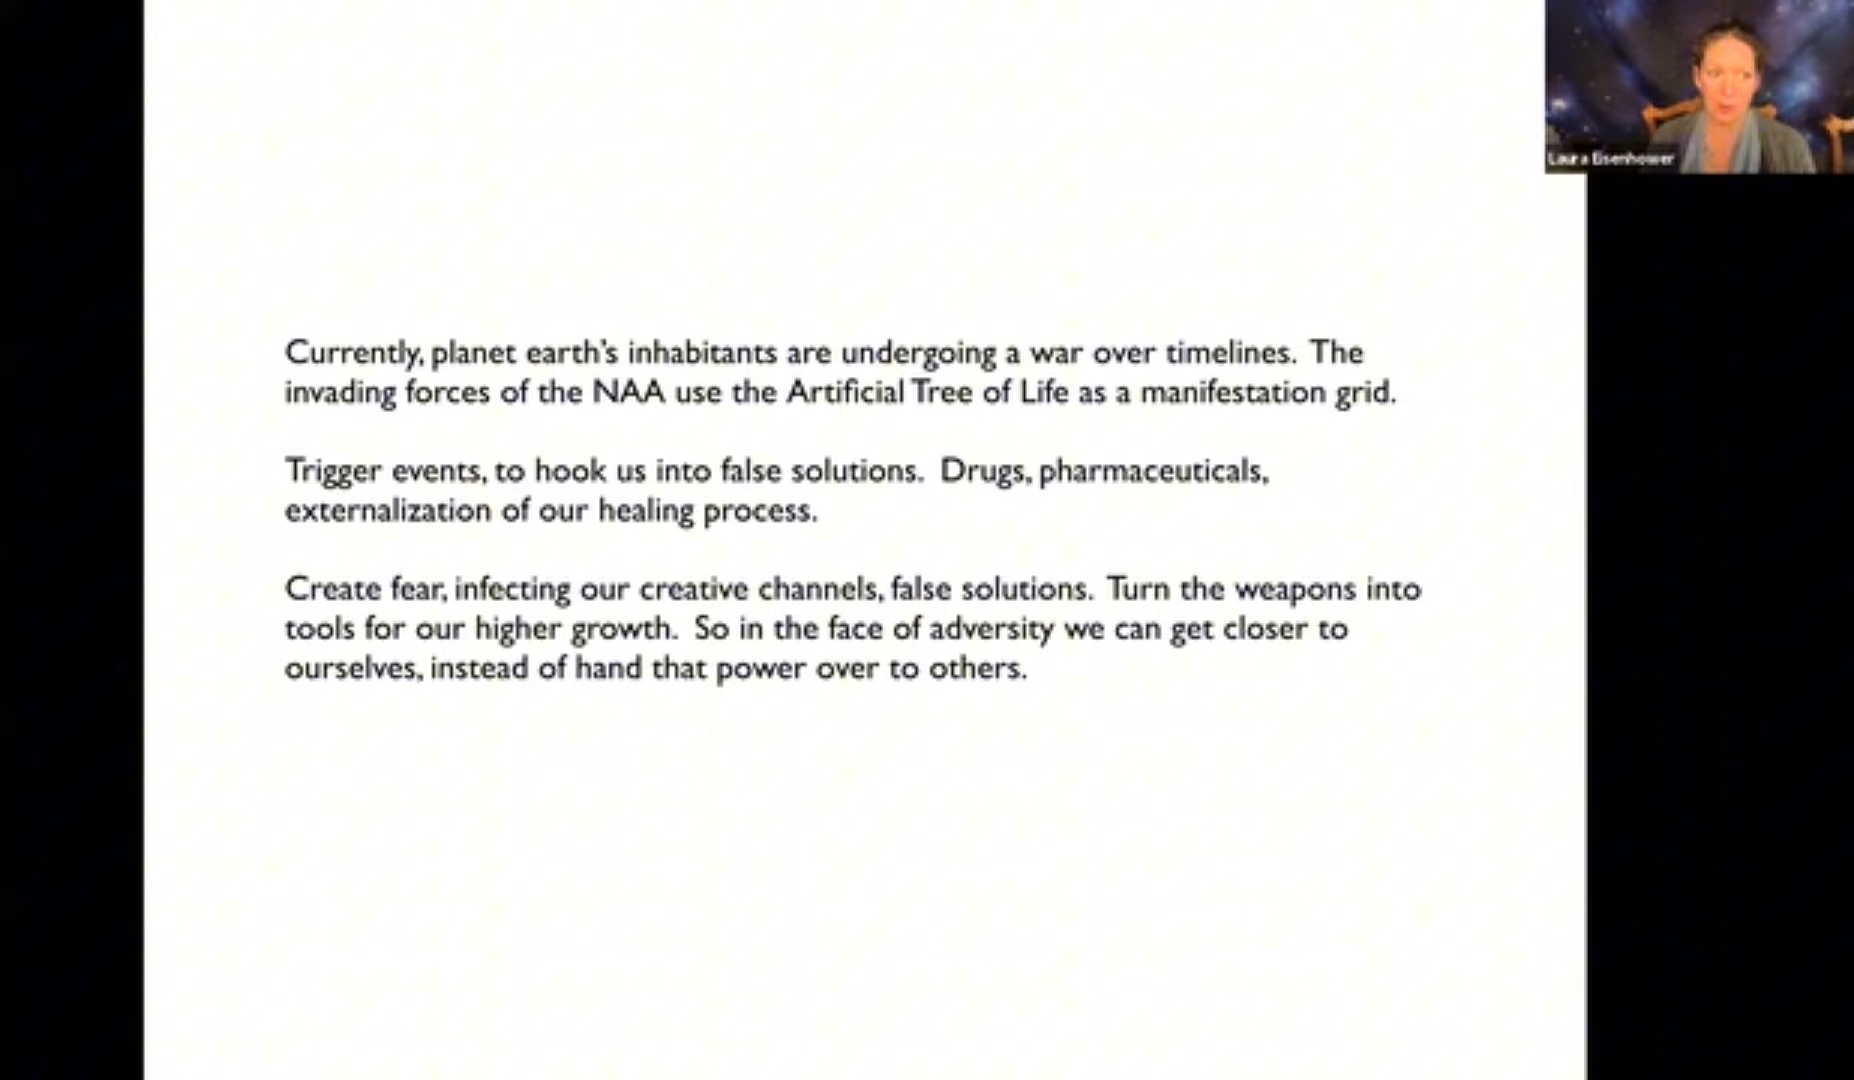 Laura Eisenhower
Currently, planet earth's inhabitants are undergoing a war over timelines. The
invading forces of the NAA use the Artificial Tree of Life as a manifestation grid.
Trigger events, to hook us into false solutions. Drugs, pharmaceuticals,
externalization of our healing process.
Create fear, infecting our creative channels, false solutions. Turn the weapons into
tools for our higher growth. So in the face of adversity we can get closer to
ourselves, instead of hand that power over to others.